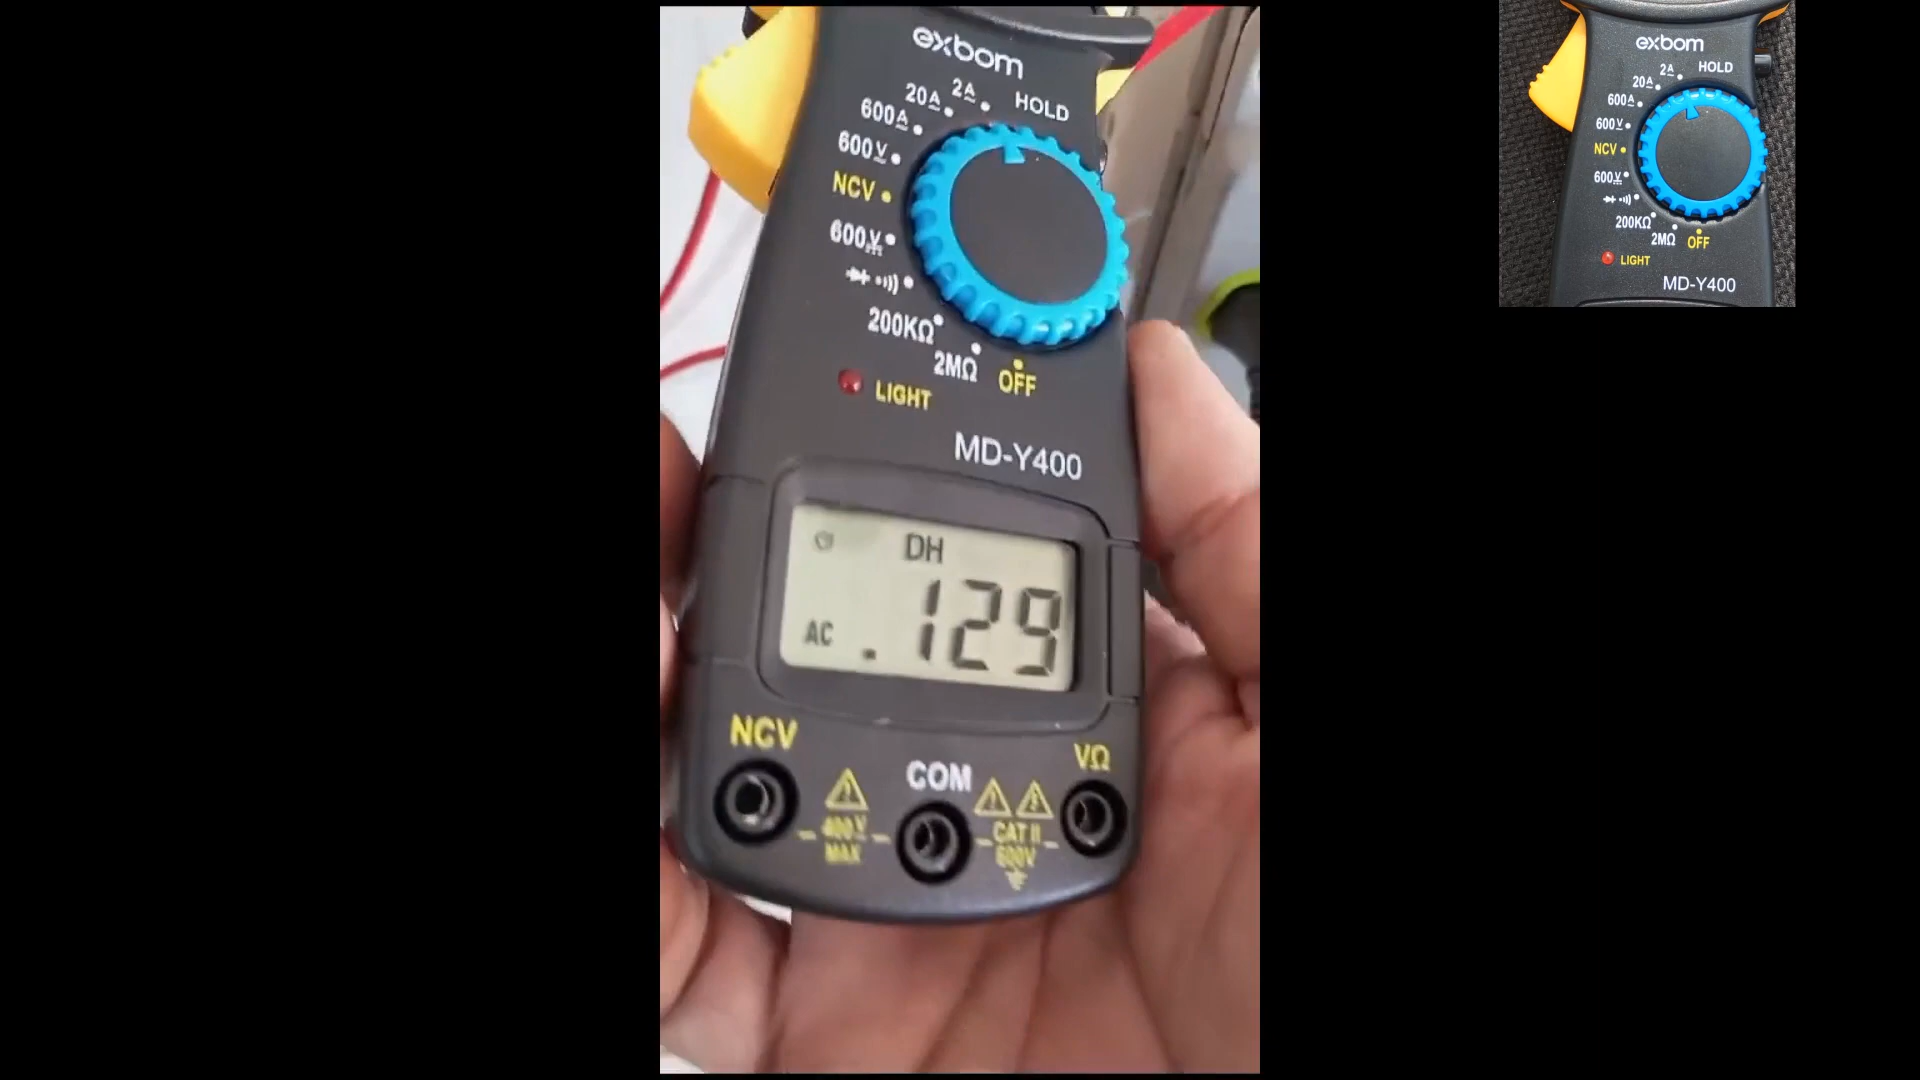 exbom
2A HOLD
20A
600A
600V
NCV
600V
200KΩ
2MΩ OFF
LIGHT
MD-Y400
DH
AC .129
NCV COM VΩ
400V
MAX
CAT II
600V
exbom
2A HOLD
20A
600A
600V
NCV
600V
200KΩ
2MΩ OFF
LIGHT
MD-Y400